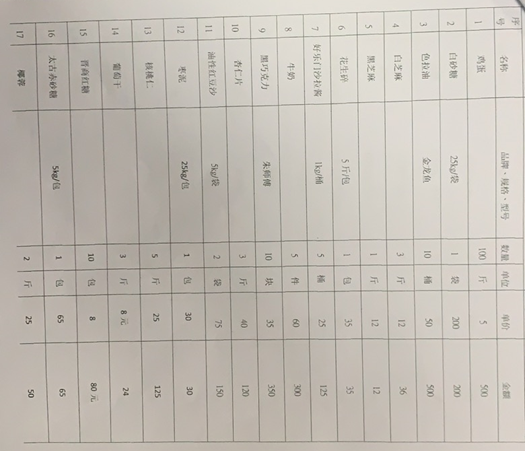 序号 名称 品牌、规格、型号 数量 单位 单价 金额
1 鸡蛋 100 斤 5 500
2 白砂糖 25kg/袋 1 袋 200 200
3 色拉油 金龙鱼 10 桶 50 500
4 白芝麻 3 斤 12 36
5 黑芝麻 1 斤 12 12
6 花生碎 5斤/包 1 包 35 35
7 好乐门沙拉酱 1kg/桶 5 桶 25 125
8 牛奶 5 件 60 300
9 黑巧克力 朱师傅 10 块 35 350
10 杏仁片 3 斤 40 120
11 油性红豆沙 5kg/袋 2 袋 75 150
12 枣泥 25kg/包 1 包 30 30
13 核桃仁 5 斤 25 125
14 葡萄干 3 斤 8元 24
15 晋商红糖 10 包 8 80元
16 太古赤砂糖 5kg/包 1 包 65 65
17 椰蓉 2 斤 25 50